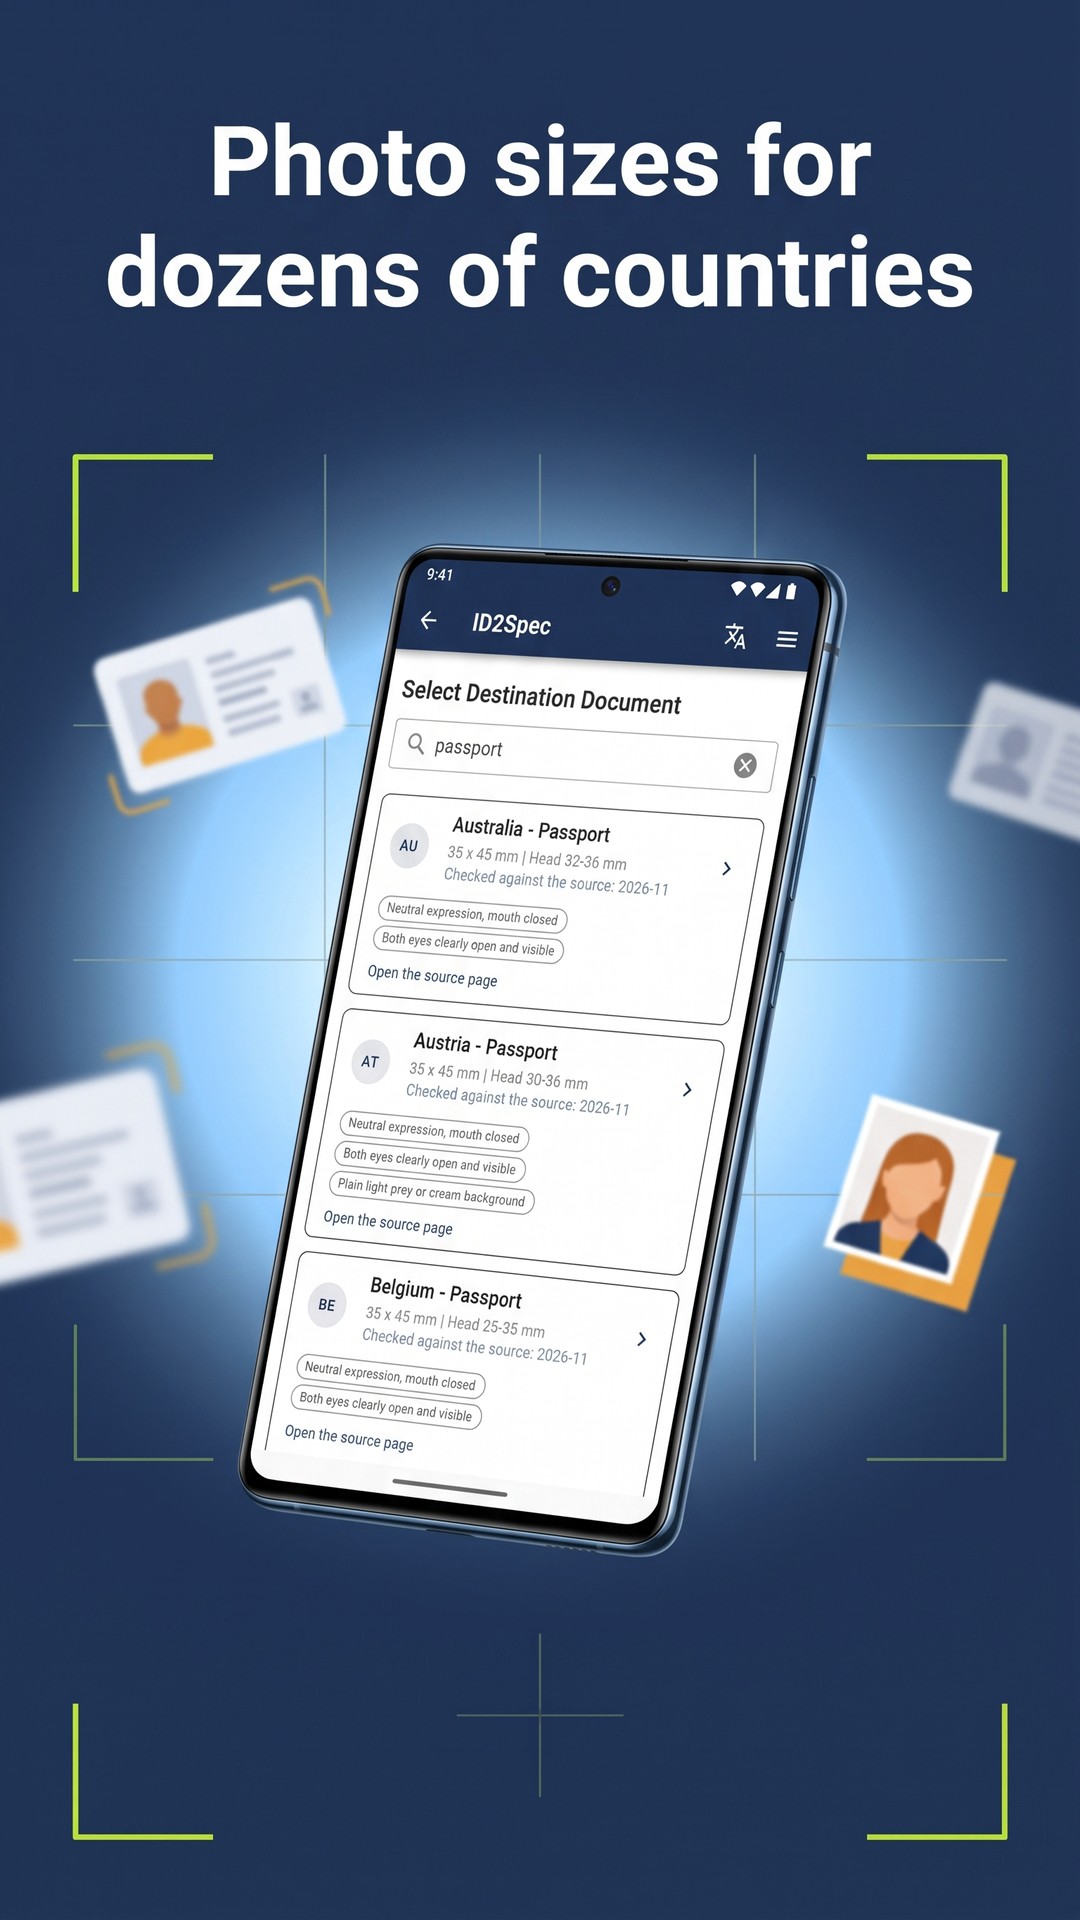 Photo sizes for
dozens of countries
9:41
ID2Spec
Select Destination Document
passport
AU
Australia - Passport
35 x 45 mm | Head 32-36 mm
Checked against the source: 2026-11
Neutral expression, mouth closed
Both eyes clearly open and visible
Open the source page
AT
Austria - Passport
35 x 45 mm | Head 30-36 mm
Checked against the source: 2026-11
Neutral expression, mouth closed
Both eyes clearly open and visible
Plain light prey or cream background
Open the source page
BE
Belgium - Passport
35 x 45 mm | Head 25-35 mm
Checked against the source: 2026-11
Neutral expression, mouth closed
Both eyes clearly open and visible
Open the source page